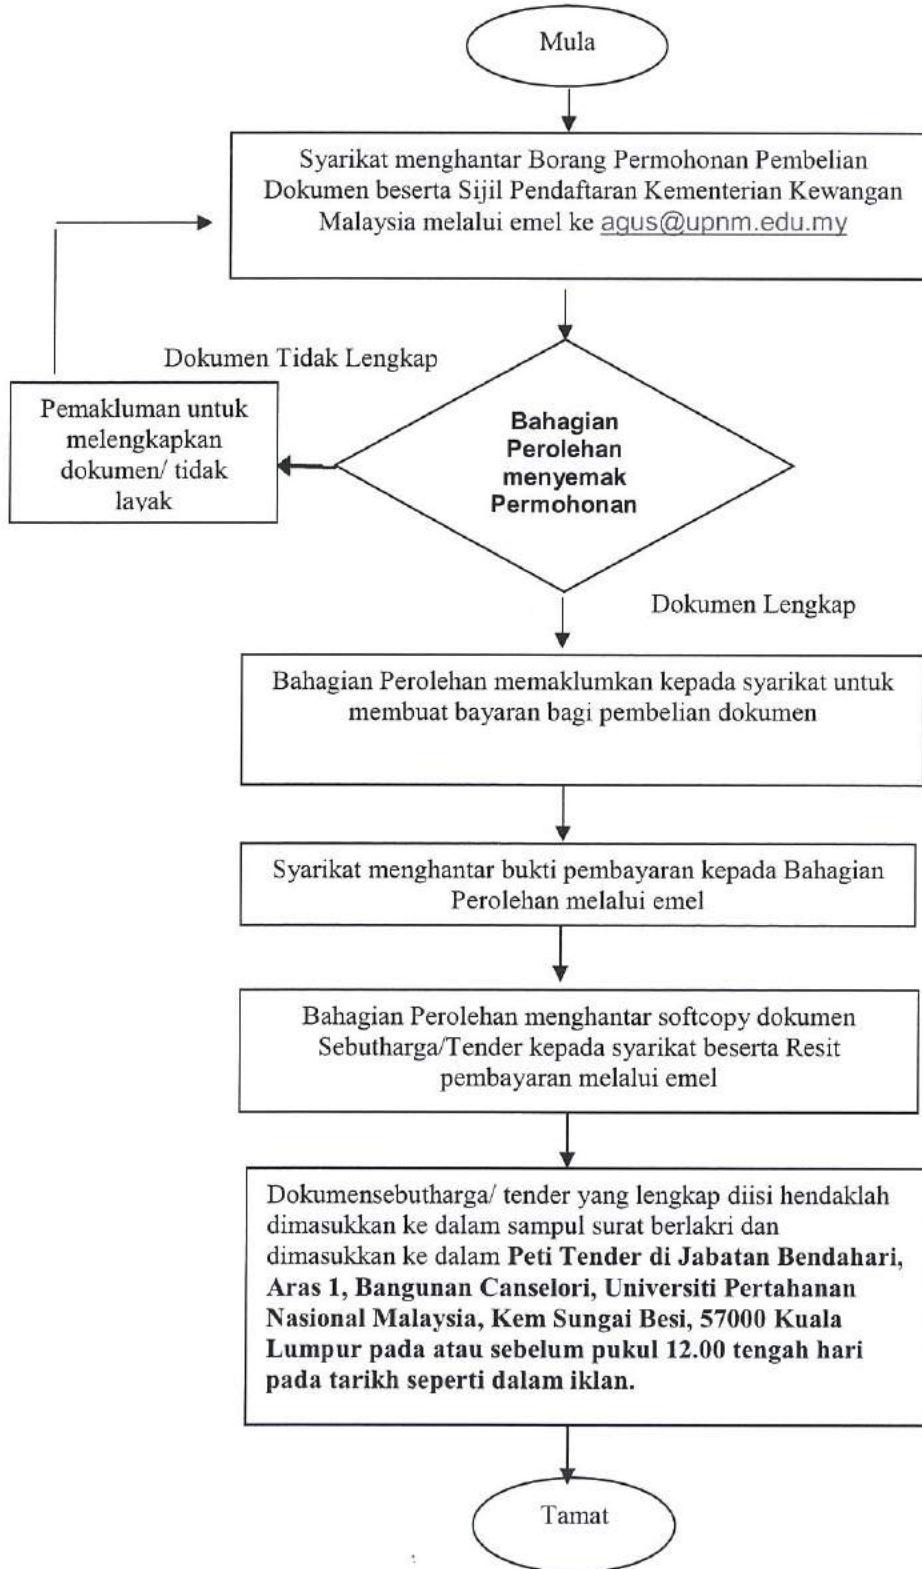 Mula
Syarikat menghantar Borang Permohonan Pembelian
Dokumen beserta Sijil Pendaftaran Kementerian Kewangan
Malaysia melalui emel ke agus@upnm.edu.my
Dokumen Tidak Lengkap
Pemakluman untuk
melengkapkan
dokumen/ tidak
layak
Bahagian
Perolehan
menyemak
Permohonan
Dokumen Lengkap
Bahagian Perolehan memaklumkan kepada syarikat untuk
membuat bayaran bagi pembelian dokumen
Syarikat menghantar bukti pembayaran kepada Bahagian
Perolehan melalui emel
Bahagian Perolehan menghantar softcopy dokumen
Sebutharga/Tender kepada syarikat beserta Resit
pembayaran melalui emel
Dokumensebutharga/ tender yang lengkap diisi hendaklah
dimasukkan ke dalam sampul surat berlakri dan
dimasukkan ke dalam Peti Tender di Jabatan Bendahari,
Aras 1, Bangunan Canselori, Universiti Pertahanan
Nasional Malaysia, Kem Sungai Besi, 57000 Kuala
Lumpur pada atau sebelum pukul 12.00 tengah hari
pada tarikh seperti dalam iklan.
Tamat